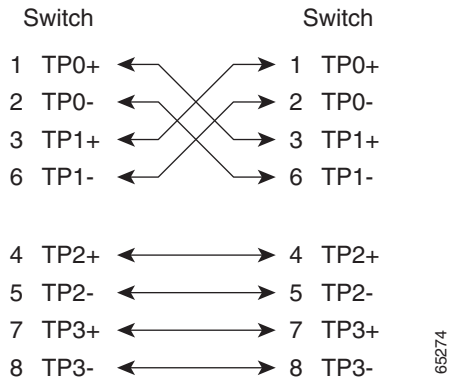 Switch Switch
1 TP0+ 1 TP0+
2 TP0- 2 TP0-
3 TP1+ 3 TP1+
6 TP1- 6 TP1-
4 TP2+ 4 TP2+
5 TP2- 5 TP2-
7 TP3+ 7 TP3+
8 TP3- 8 TP3-
65274